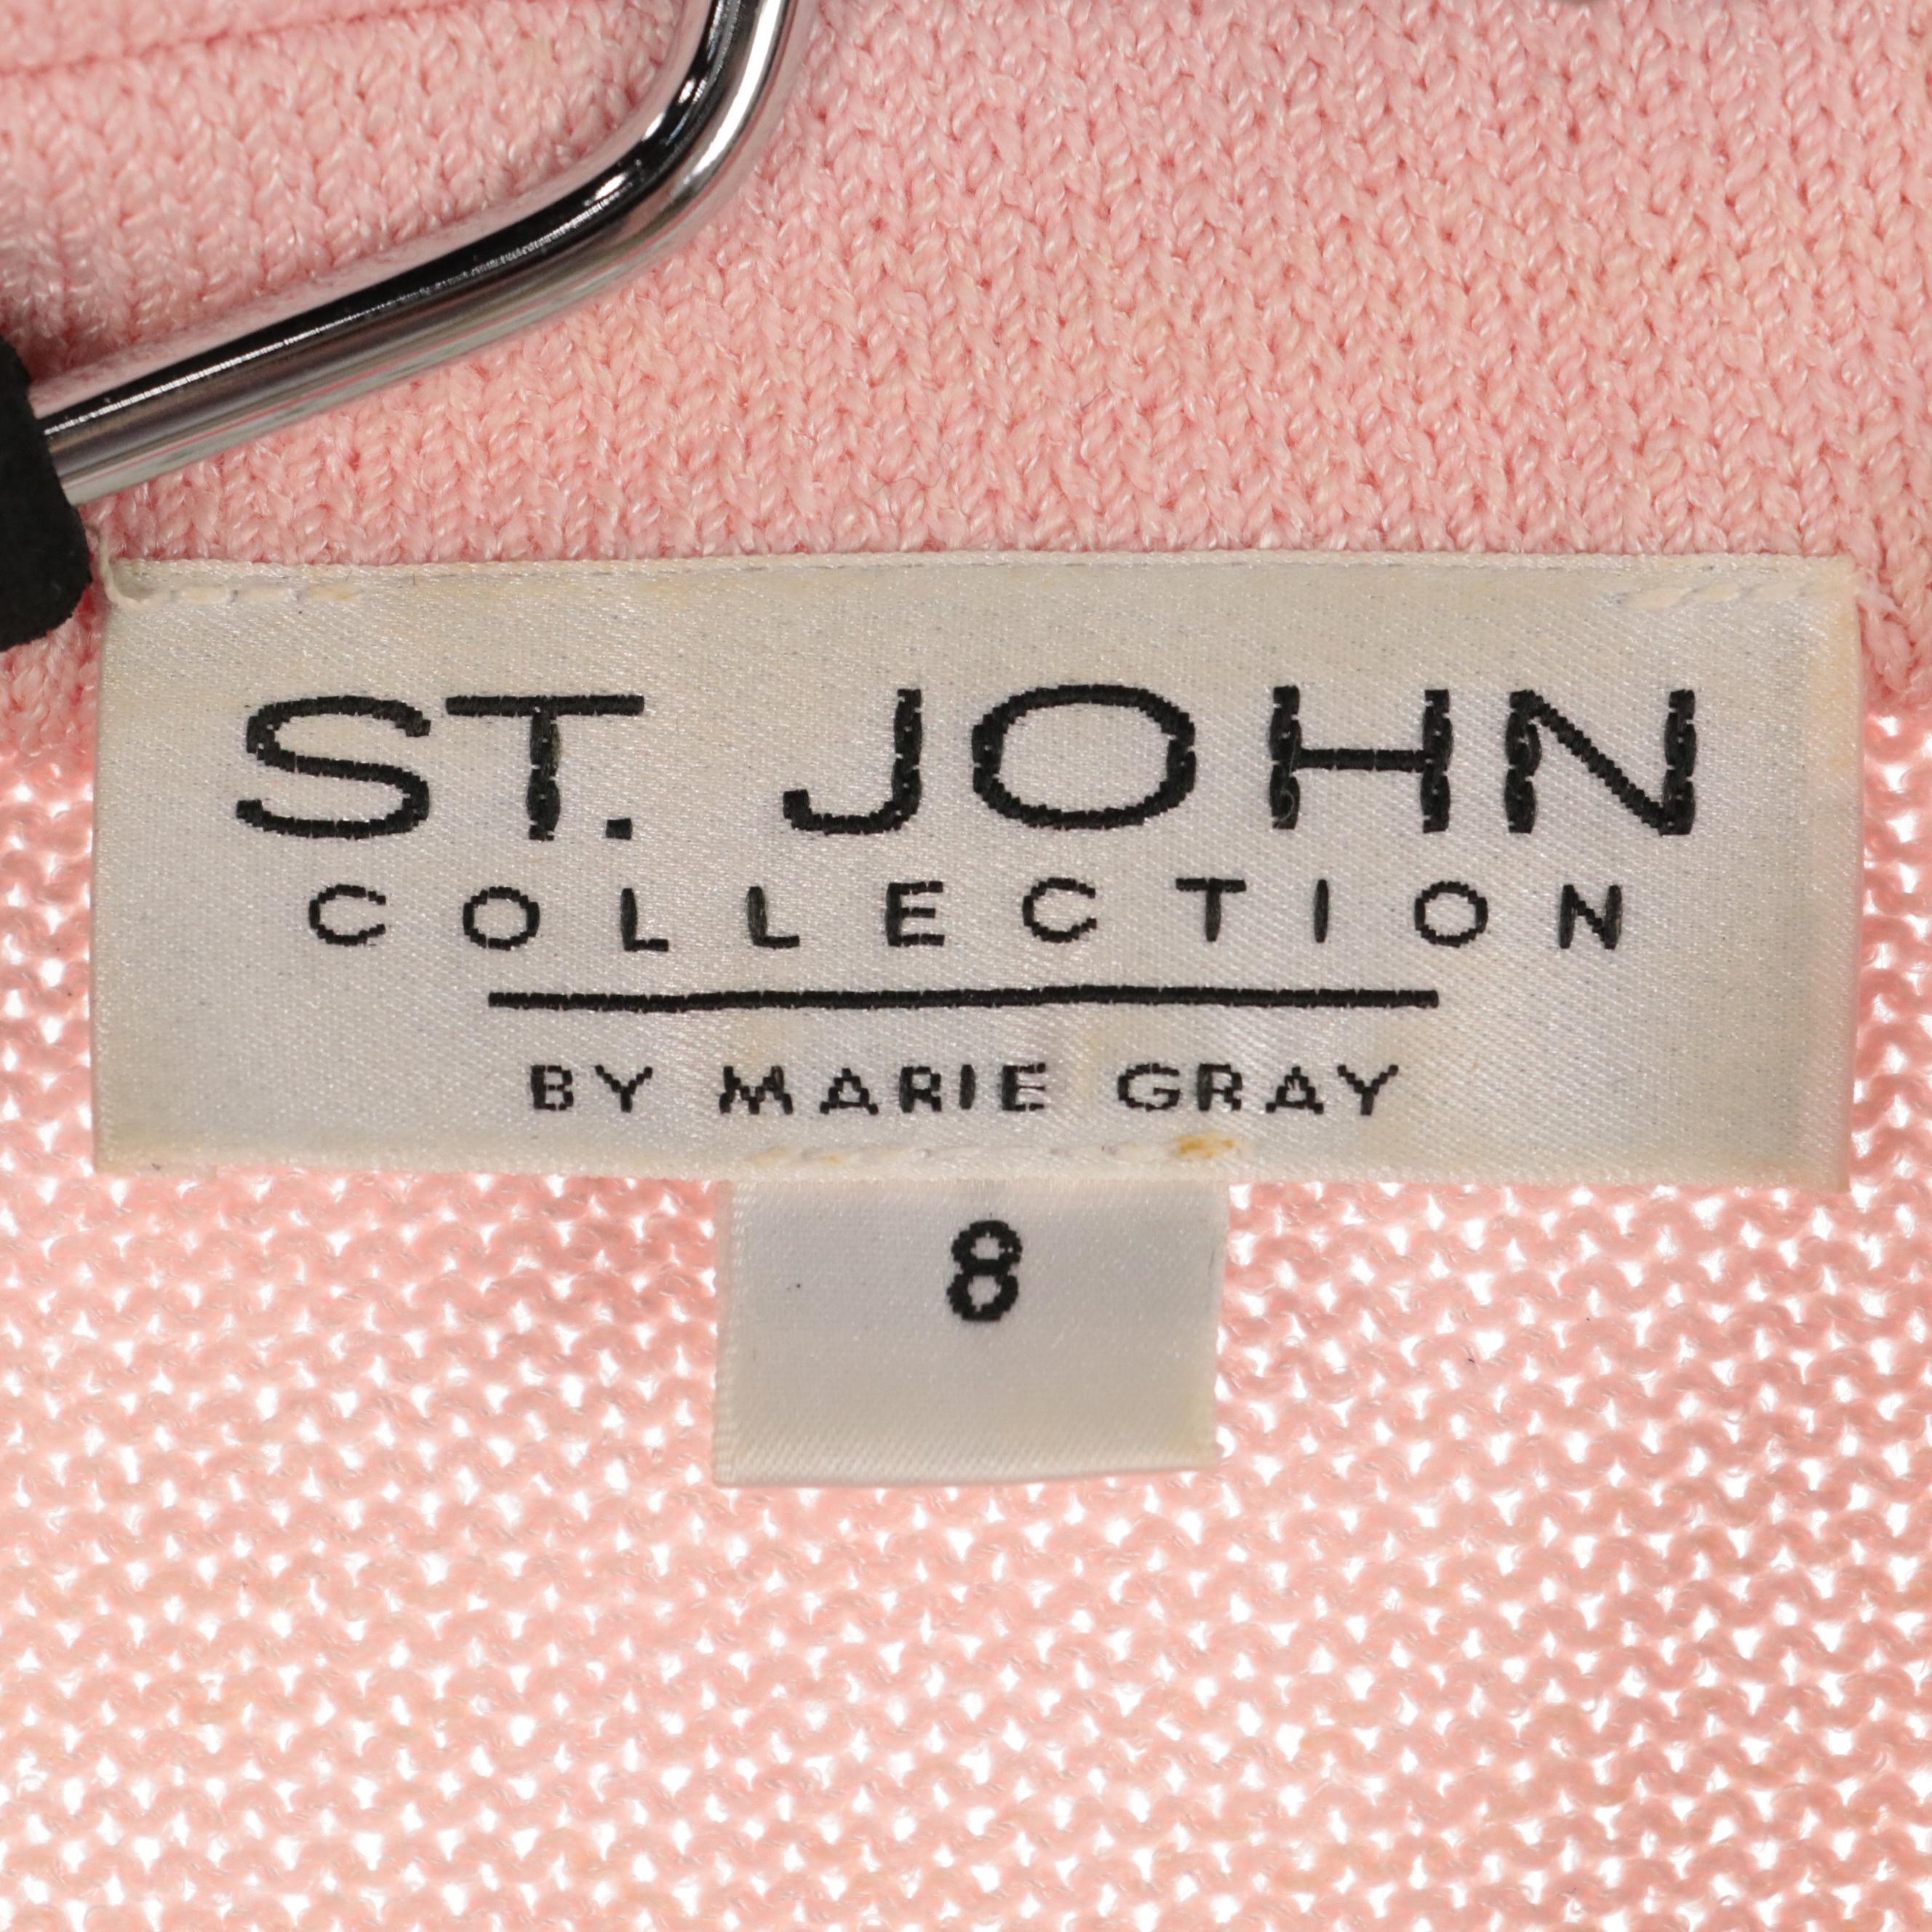 ST. JOHN
COLLECTION
BY MARIE GRAY
8